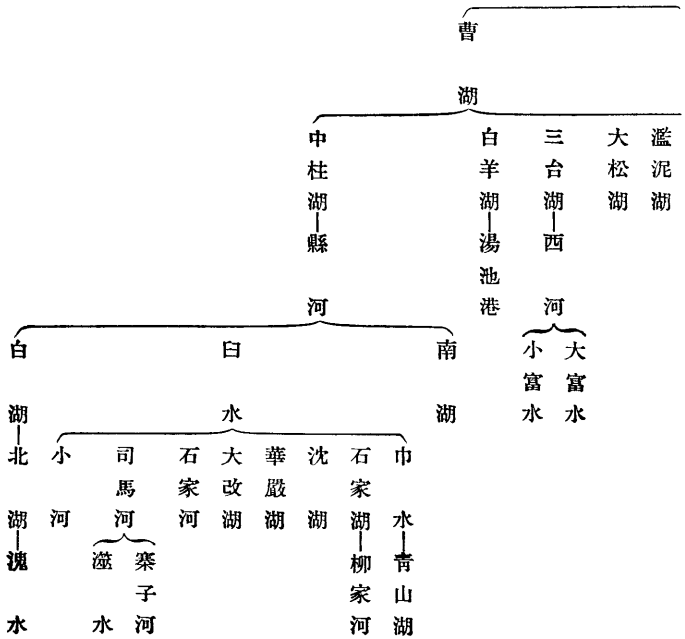 曹湖
濫泥湖
大松湖
三台湖
西河
大富水
小富水
白羊湖
湯池港
中柱湖
縣河
南湖
臼水
巾水
青山湖
石家湖
柳家河
沈湖
華嚴湖
大改湖
石家河
司馬河
寨子河
澨水
小河
白湖
北湖
溾水